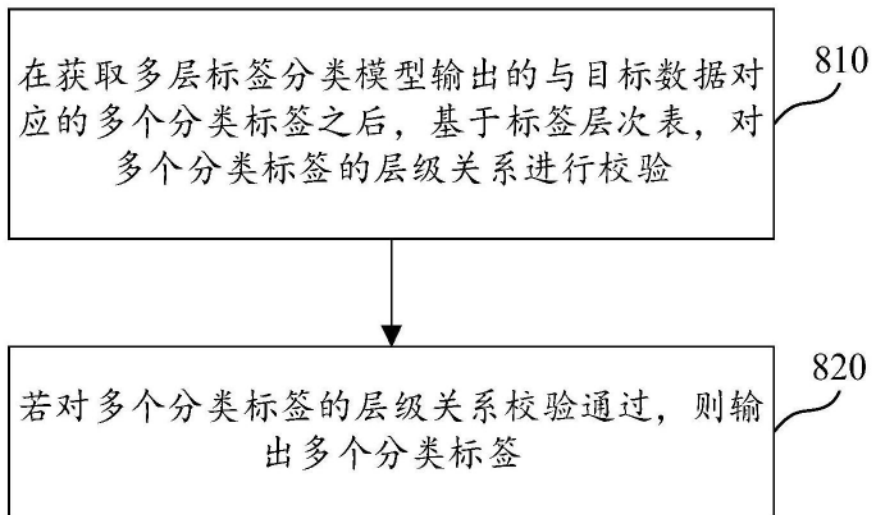 在获取多层标签分类模型输出的与目标数据对
应的多个分类标签之后，基于标签层次表，对
多个分类标签的层级关系进行校验
810
若对多个分类标签的层级关系校验通过，则输
出多个分类标签
820